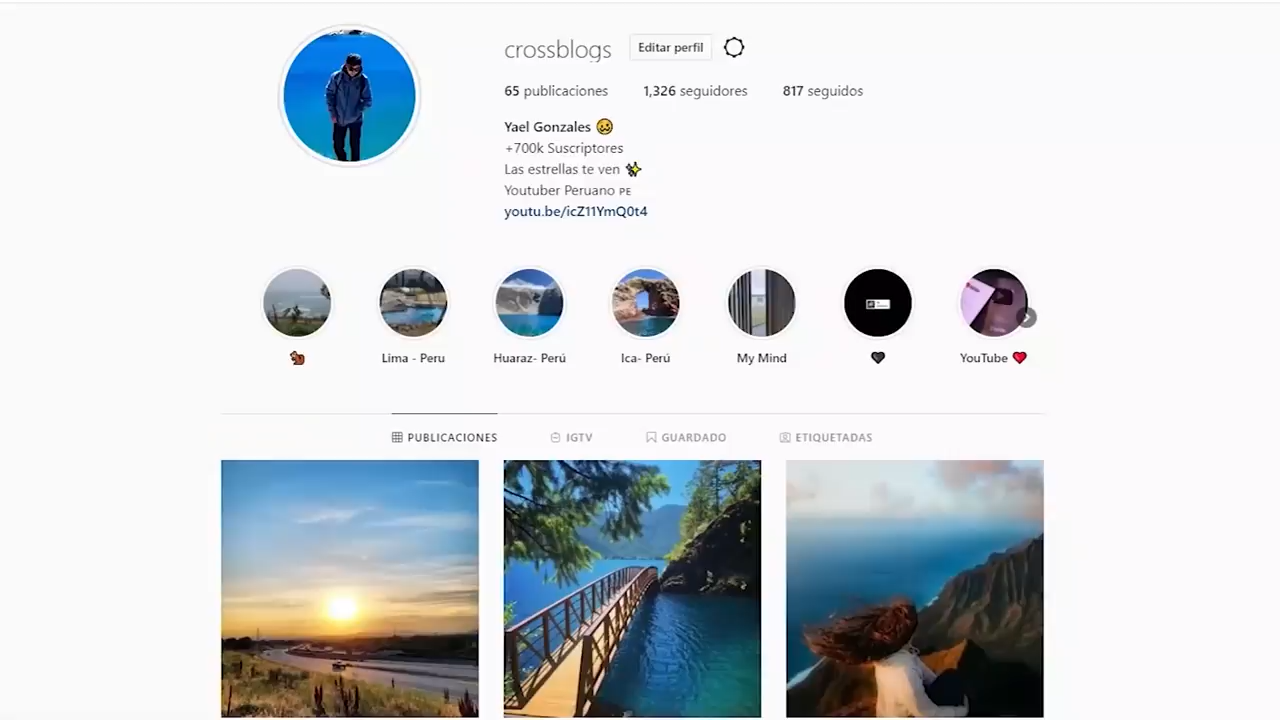 crossblogs Editar perfil
65 publicaciones 1,326 seguidores 817 seguidos
Yael Gonzales
+700k Suscriptores
Las estrellas te ven
Youtuber Peruano PE
youtu.be/icZ11YmQ0t4
Lima - Peru Huaraz- Perú Ica- Perú My Mind YouTube
PUBLICACIONES IGTV GUARDADO ETIQUETADAS